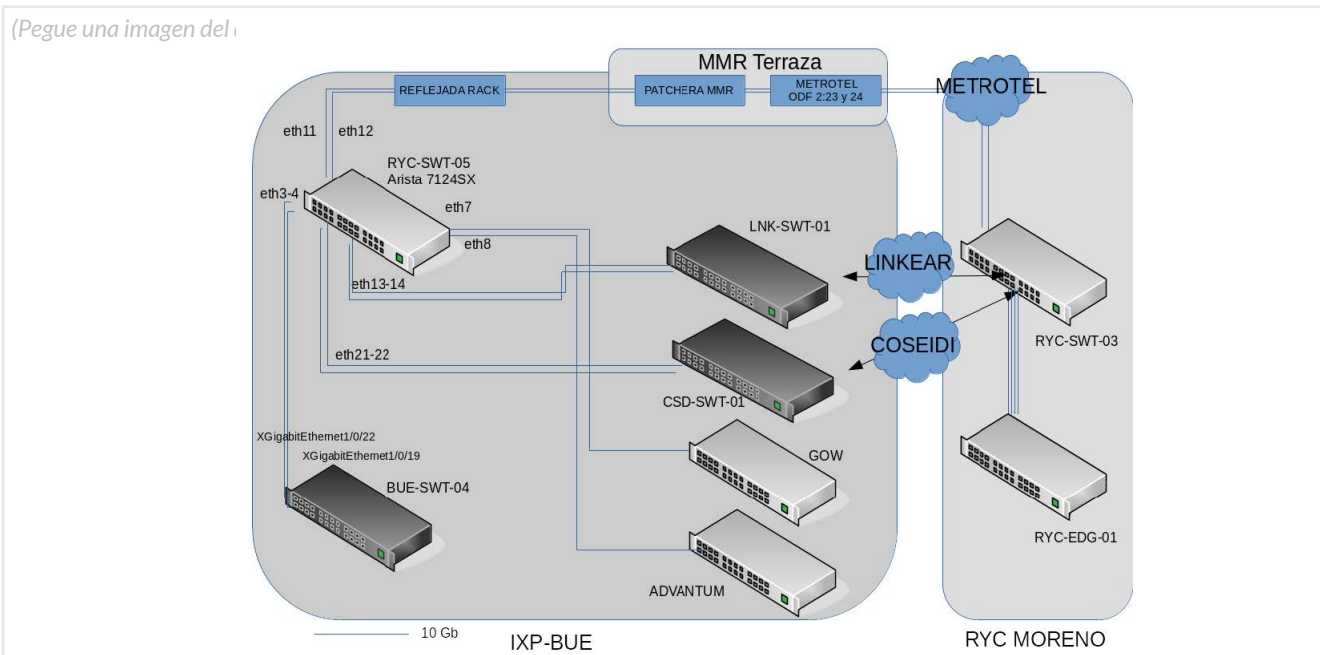 (Pegue una imagen del
MMR Terraza
REFLEJADA RACK
PATCHERA MMR
METROTEL
ODF 2:23 y 24
METROTEL
eth11
eth12
RYC-SWT-05
Arista 7124SX
eth3-4
eth7
eth8
LNK-SWT-01
LINKEAR
eth13-14
RYC-SWT-03
COSEIDI
eth21-22
CSD-SWT-01
XGigabitEthernet1/0/22
XGigabitEthernet1/0/19
BUE-SWT-04
GOW
RYC-EDG-01
ADVANTUM
10 Gb
IXP-BUE
RYC MORENO